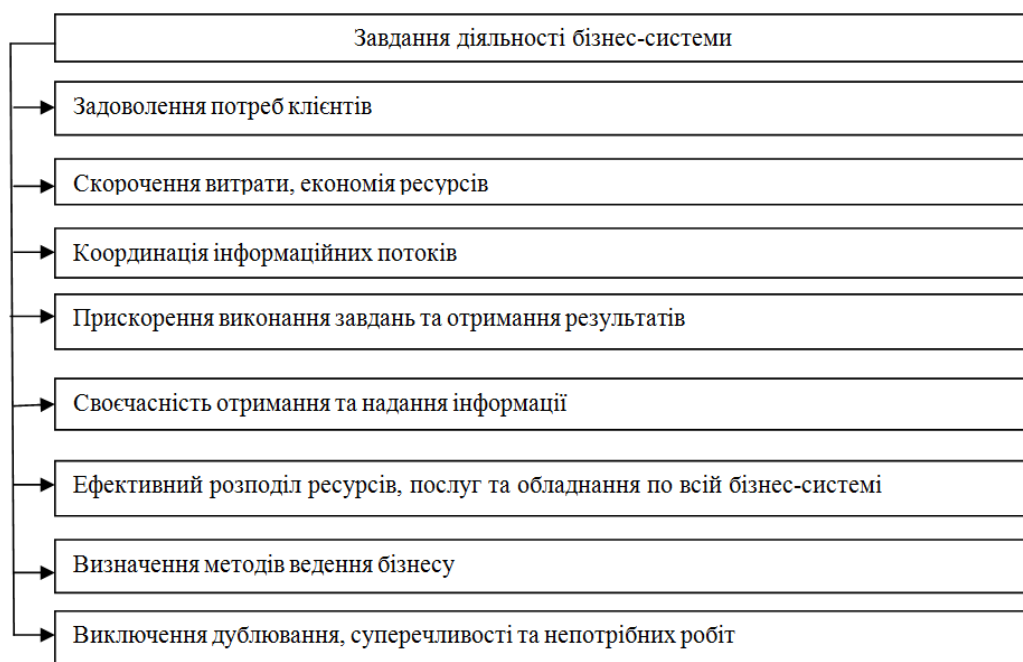 Завдання діяльності бізнес-системи
Задоволення потреб клієнтів
Скорочення витрати, економія ресурсів
Координація інформаційних потоків
Прискорення виконання завдань та отримання результатів
Своєчасність отримання та надання інформації
Ефективний розподіл ресурсів, послуг та обладнання по всій бізнес-системі
Визначення методів ведення бізнесу
Виключення дублювання, суперечливості та непотрібних робіт